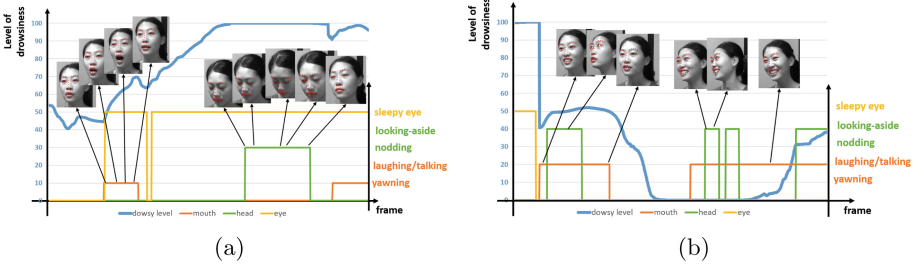 Level of
drowsiness
100
90
80
70
60
50
40
30
20
10
0
sleepy eye
looking-aside
nodding
laughing/talking
yawning
frame
dowsy level
mouth
head
eye
(a)
Level of
drowsiness
100
90
80
70
60
50
40
30
20
10
0
sleepy eye
looking-aside
nodding
laughing/talking
yawning
frame
dowsy level
mouth
head
eye
(b)